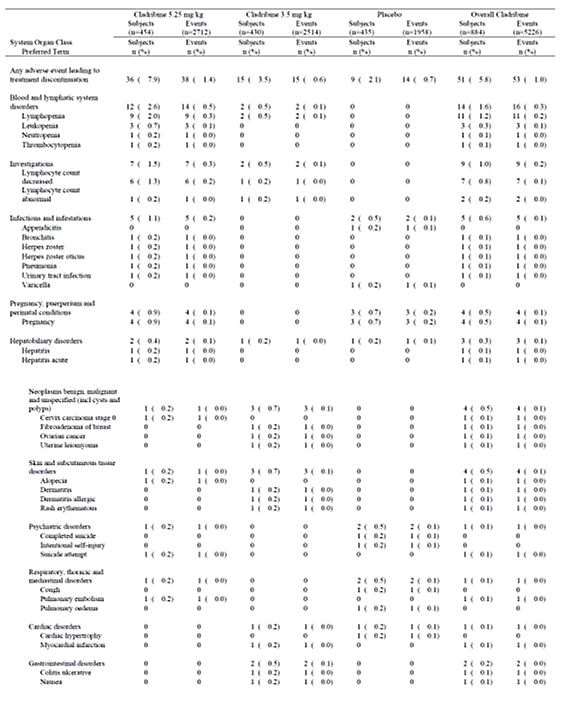 Cladribine 5.25 mg/kg Cladribine 3.5 mg/kg Placebo Overall Cladribine
Subjects Events Subjects Events Subjects Events Subjects Events
(n=454) (n=2712) (n=430) (n=2514) (n=435) (n=1958) (n=884) (n=5226)
System Organ Class Subjects Events Subjects Events Subjects Events Subjects Events
Preferred Term n (%) n (%) n (%) n (%) n (%) n (%) n (%) n (%)
Any adverse event leading to
treatment discontinuation 36 ( 7.9) 38 ( 1.4) 15 ( 3.5) 15 ( 0.6) 9 ( 2.1) 14 ( 0.7) 51 ( 5.8) 53 ( 1.0)
Blood and lymphatic system
disorders 12 ( 2.6) 14 ( 0.5) 2 ( 0.5) 2 ( 0.1) 0 0 14 ( 1.6) 16 ( 0.3)
Lymphopenia 9 ( 2.0) 9 ( 0.3) 2 ( 0.5) 2 ( 0.1) 0 0 11 ( 1.2) 11 ( 0.2)
Leukopenia 3 ( 0.7) 3 ( 0.1) 0 0 0 0 3 ( 0.3) 3 ( 0.1)
Neutropenia 1 ( 0.2) 1 ( 0.0) 0 0 0 0 1 ( 0.1) 1 ( 0.0)
Thrombocytopenia 1 ( 0.2) 1 ( 0.0) 0 0 0 0 1 ( 0.1) 1 ( 0.0)
Investigations 7 ( 1.5) 7 ( 0.3) 2 ( 0.5) 2 ( 0.1) 0 0 9 ( 1.0) 9 ( 0.2)
Lymphocyte count
decreased 6 ( 1.3) 6 ( 0.2) 1 ( 0.2) 1 ( 0.0) 0 0 7 ( 0.8) 7 ( 0.1)
Lymphocyte count
abnormal 1 ( 0.2) 1 ( 0.0) 1 ( 0.2) 1 ( 0.0) 0 0 2 ( 0.2) 2 ( 0.0)
Infections and infestations 5 ( 1.1) 5 ( 0.2) 0 0 2 ( 0.5) 2 ( 0.1) 5 ( 0.6) 5 ( 0.1)
Appendicitis 0 0 0 0 1 ( 0.2) 1 ( 0.1) 0 0
Bronchitis 1 ( 0.2) 1 ( 0.0) 0 0 0 0 1 ( 0.1) 1 ( 0.0)
Herpes zoster 1 ( 0.2) 1 ( 0.0) 0 0 0 0 1 ( 0.1) 1 ( 0.0)
Herpes zoster oticus 1 ( 0.2) 1 ( 0.0) 0 0 0 0 1 ( 0.1) 1 ( 0.0)
Pneumonia 1 ( 0.2) 1 ( 0.0) 0 0 0 0 1 ( 0.1) 1 ( 0.0)
Urinary tract infection 1 ( 0.2) 1 ( 0.0) 0 0 0 0 1 ( 0.1) 1 ( 0.0)
Varicella 0 0 0 0 1 ( 0.2) 1 ( 0.1) 0 0
Pregnancy, puerperium and
perinatal conditions 4 ( 0.9) 4 ( 0.1) 0 0 3 ( 0.7) 3 ( 0.2) 4 ( 0.5) 4 ( 0.1)
Pregnancy 4 ( 0.9) 4 ( 0.1) 0 0 3 ( 0.7) 3 ( 0.2) 4 ( 0.5) 4 ( 0.1)
Hepatobiliary disorders 2 ( 0.4) 2 ( 0.1) 1 ( 0.2) 1 ( 0.0) 1 ( 0.2) 1 ( 0.1) 3 ( 0.3) 3 ( 0.1)
Hepatitis 1 ( 0.2) 1 ( 0.0) 0 0 0 0 1 ( 0.1) 1 ( 0.0)
Hepatitis acute 1 ( 0.2) 1 ( 0.0) 0 0 0 0 1 ( 0.1) 1 ( 0.0)
Neoplasms benign, malignant
and unspecified (incl cysts and
polyps) 1 ( 0.2) 1 ( 0.0) 3 ( 0.7) 3 ( 0.1) 0 0 4 ( 0.5) 4 ( 0.1)
Cervix carcinoma stage 0 1 ( 0.2) 1 ( 0.0) 0 0 0 0 1 ( 0.1) 1 ( 0.0)
Fibroadenoma of breast 0 0 1 ( 0.2) 1 ( 0.0) 0 0 1 ( 0.1) 1 ( 0.0)
Ovarian cancer 0 0 1 ( 0.2) 1 ( 0.0) 0 0 1 ( 0.1) 1 ( 0.0)
Uterine leiomyoma 0 0 1 ( 0.2) 1 ( 0.0) 0 0 1 ( 0.1) 1 ( 0.0)
Skin and subcutaneous tissue
disorders 1 ( 0.2) 1 ( 0.0) 3 ( 0.7) 3 ( 0.1) 0 0 4 ( 0.5) 4 ( 0.1)
Alopecia 1 ( 0.2) 1 ( 0.0) 0 0 0 0 1 ( 0.1) 1 ( 0.0)
Dermatitis 0 0 1 ( 0.2) 1 ( 0.0) 0 0 1 ( 0.1) 1 ( 0.0)
Dermatitis allergic 0 0 1 ( 0.2) 1 ( 0.0) 0 0 1 ( 0.1) 1 ( 0.0)
Rash erythematous 0 0 1 ( 0.2) 1 ( 0.0) 0 0 1 ( 0.1) 1 ( 0.0)
Psychiatric disorders 1 ( 0.2) 1 ( 0.0) 0 0 2 ( 0.5) 2 ( 0.1) 1 ( 0.1) 1 ( 0.0)
Completed suicide 0 0 0 0 1 ( 0.2) 1 ( 0.1) 0 0
Intentional self-injury 0 0 0 0 1 ( 0.2) 1 ( 0.1) 0 0
Suicide attempt 1 ( 0.2) 1 ( 0.0) 0 0 0 0 1 ( 0.1) 1 ( 0.0)
Respiratory, thoracic and
mediastinal disorders 1 ( 0.2) 1 ( 0.0) 0 0 2 ( 0.5) 2 ( 0.1) 1 ( 0.1) 1 ( 0.0)
Cough 0 0 0 0 1 ( 0.2) 1 ( 0.1) 0 0
Pulmonary embolism 1 ( 0.2) 1 ( 0.0) 0 0 0 0 1 ( 0.1) 1 ( 0.0)
Pulmonary oedema 0 0 0 0 1 ( 0.2) 1 ( 0.1) 0 0
Cardiac disorders 0 0 1 ( 0.2) 1 ( 0.0) 1 ( 0.2) 1 ( 0.1) 1 ( 0.1) 1 ( 0.0)
Cardiac hypertrophy 0 0 0 0 1 ( 0.2) 1 ( 0.1) 0 0
Myocardial infarction 0 0 1 ( 0.2) 1 ( 0.0) 0 0 1 ( 0.1) 1 ( 0.0)
Gastrointestinal disorders 0 0 2 ( 0.5) 2 ( 0.1) 0 0 2 ( 0.2) 2 ( 0.0)
Colitis ulcerative 0 0 1 ( 0.2) 1 ( 0.0) 0 0 1 ( 0.1) 1 ( 0.0)
Nausea 0 0 1 ( 0.2) 1 ( 0.0) 0 0 1 ( 0.1) 1 ( 0.0)